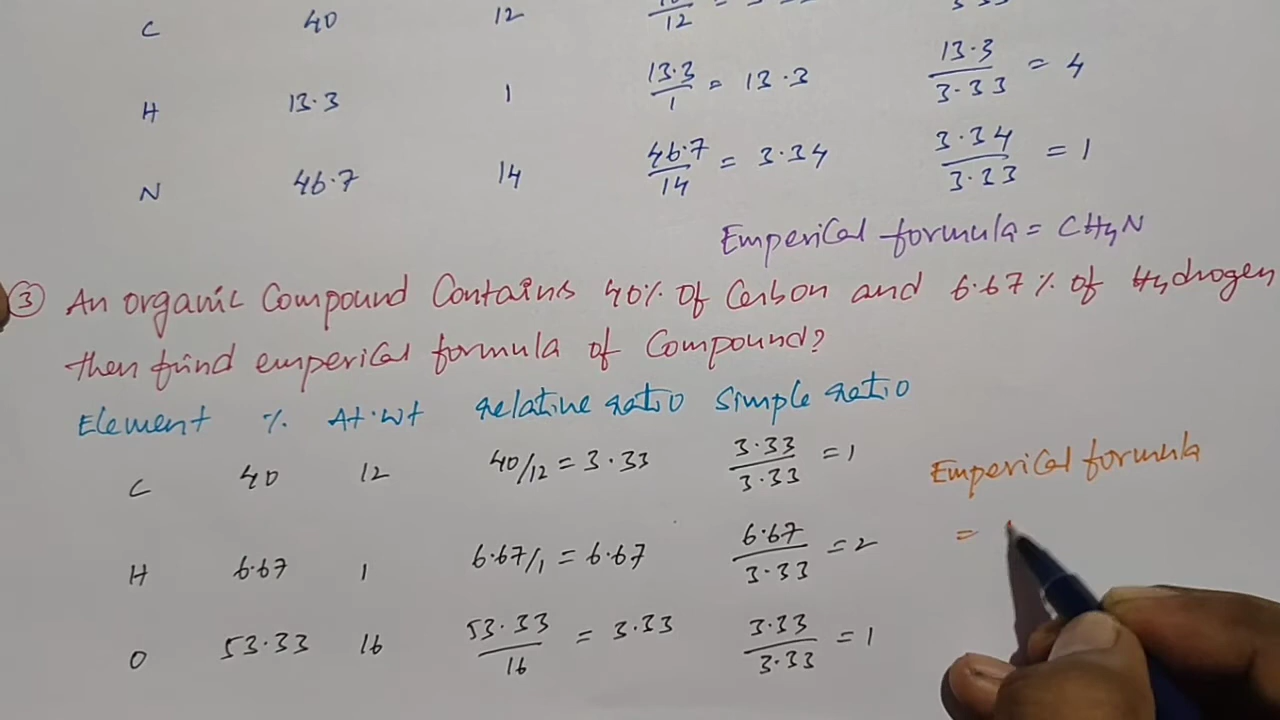 C 40 12 12
H 13.3 1 13.3/1 = 13.3 13.3/3.33 = 4
N 46.7 14 46.7/14 = 3.34 3.34/3.33 = 1
Emperical formula = CH4N
③ An organic Compound Contains 40% of Carbon and 6.67% of Hydrogen,
then find emperical formula of Compound?
Element % At.wt relative ratio Simple ratio
C 40 12 40/12 = 3.33 3.33/3.33 = 1
Emperical formula
H 6.67 1 6.67/1 = 6.67 6.67/3.33 = 2
=
O 53.33 16 53.33/16 = 3.33 3.33/3.33 = 1